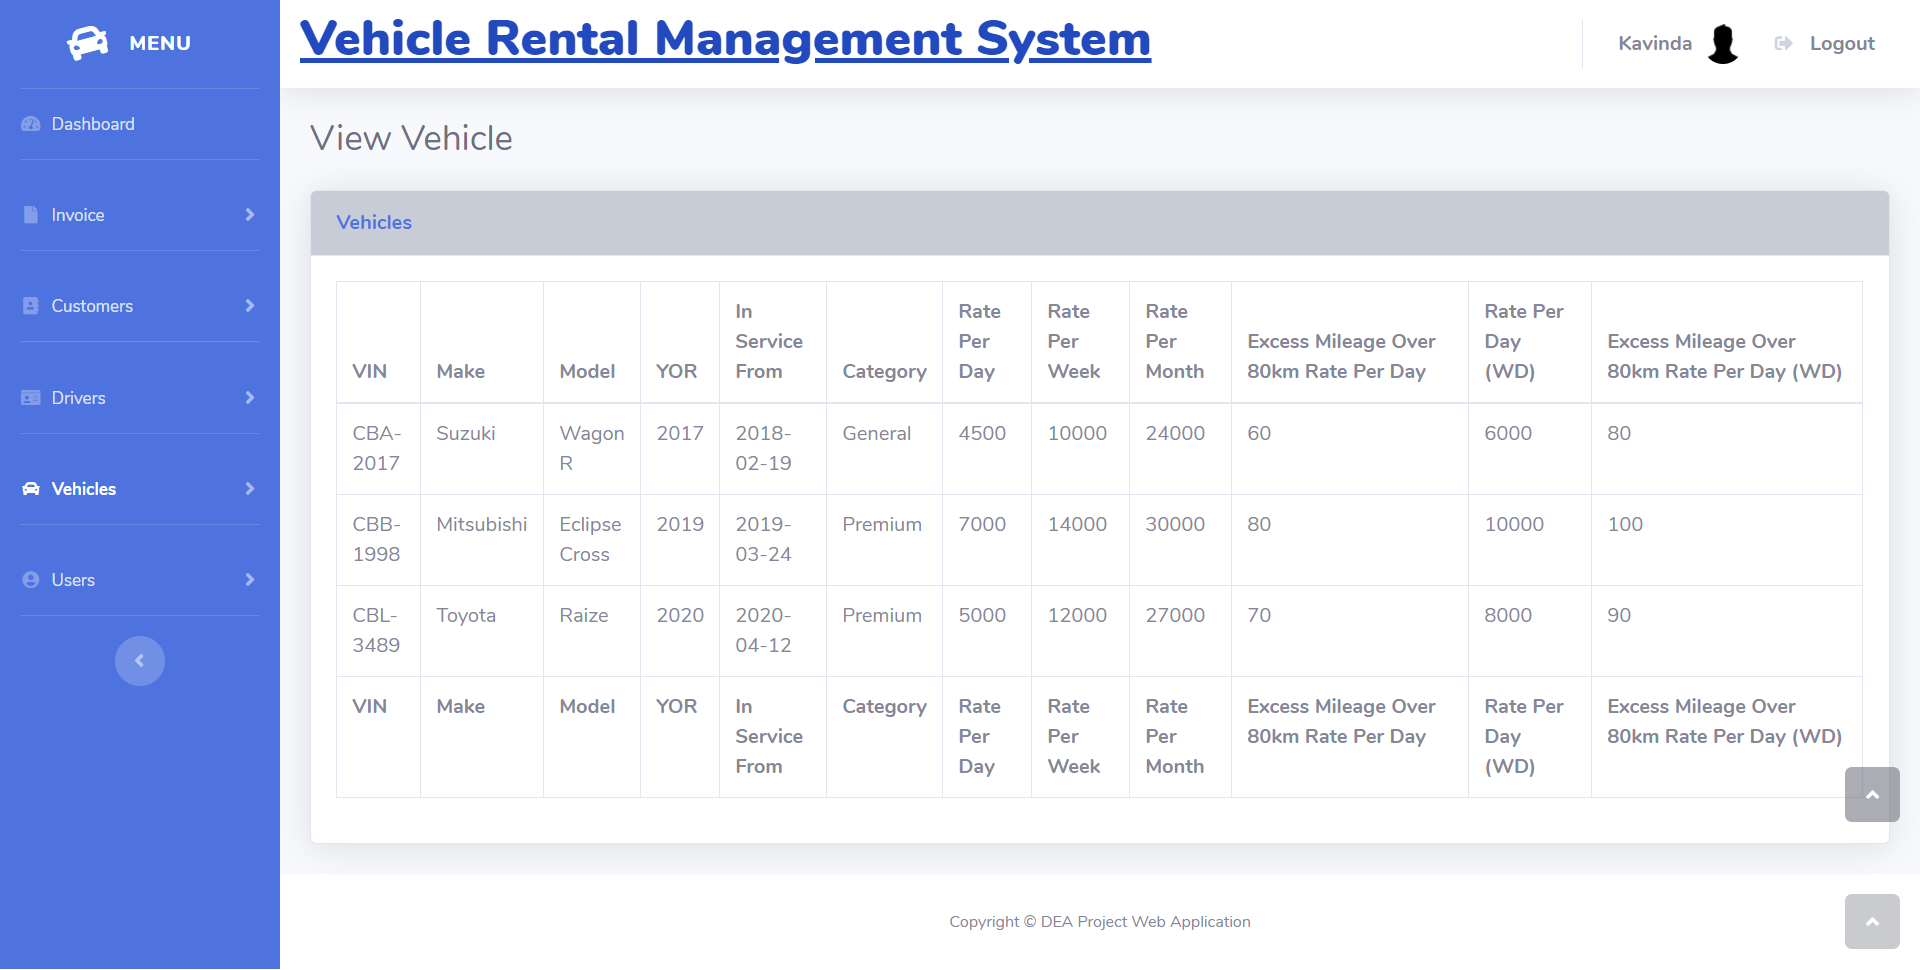 MENU
Vehicle Rental Management System
Kavinda
Logout
Dashboard
Invoice
Customers
Drivers
Vehicles
Users
View Vehicle
Vehicles
VIN Make Model YOR In Service From Category Rate Per Day Rate Per Week Rate Per Month Excess Mileage Over 80km Rate Per Day Rate Per Day (WD) Excess Mileage Over 80km Rate Per Day (WD)
CBA-2017 Suzuki Wagon R 2017 2018-02-19 General 4500 10000 24000 60 6000 80
CBB-1998 Mitsubishi Eclipse Cross 2019 2019-03-24 Premium 7000 14000 30000 80 10000 100
CBL-3489 Toyota Raize 2020 2020-04-12 Premium 5000 12000 27000 70 8000 90
VIN Make Model YOR In Service From Category Rate Per Day Rate Per Week Rate Per Month Excess Mileage Over 80km Rate Per Day Rate Per Day (WD) Excess Mileage Over 80km Rate Per Day (WD)
Copyright © DEA Project Web Application